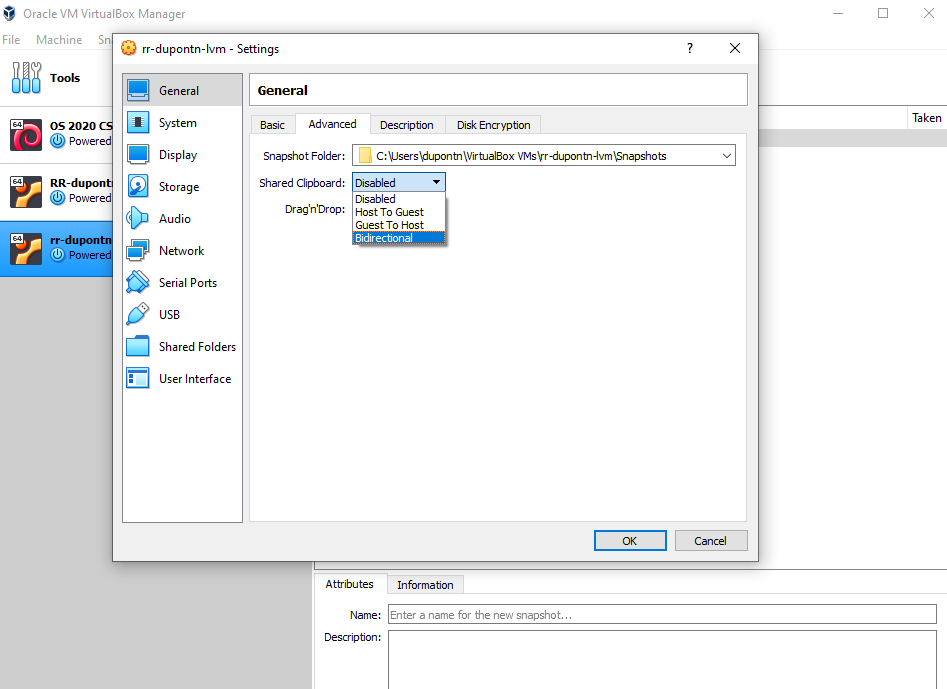 Oracle VM VirtualBox Manager
File Machine Sn
rr-dupontn-lvm - Settings
?
Tools
64
OS 2020 CS
Powered
64
RR-dupontn
Powered
64
rr-dupontn
Powered
General
System
Display
Storage
Audio
Network
Serial Ports
USB
Shared Folders
User Interface
General
Basic Advanced Description Disk Encryption
Snapshot Folder: C:\Users\dupontn\VirtualBox VMs\rr-dupontn-lvm\Snapshots
Shared Clipboard: Disabled
Disabled
Drag'n'Drop: Host To Guest
Guest To Host
Bidirectional
OK Cancel
Taken
Attributes Information
Name: Enter a name for the new snapshot...
Description: